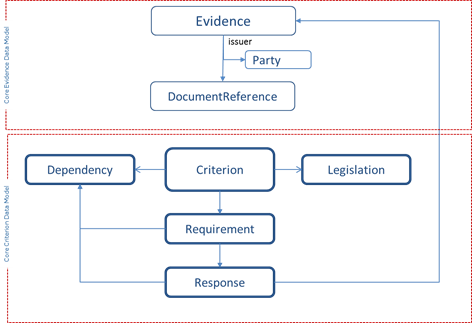 Core Evidence Data Model
Evidence
issuer
Party
DocumentReference
Core Criterion Data Model
Dependency
Criterion
Legislation
Requirement
Response